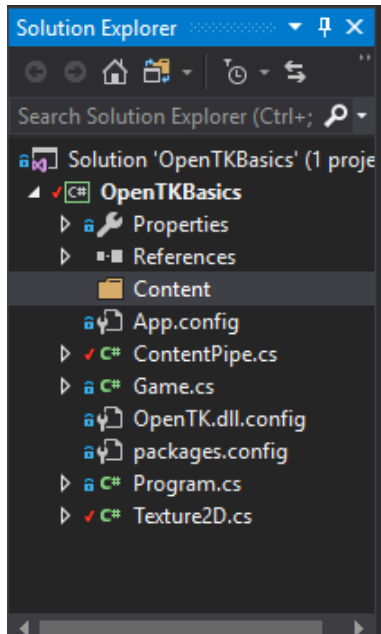 Solution Explorer
Search Solution Explorer (Ctrl+;
Solution 'OpenTKBasics' (1 proje
C# OpenTKBasics
Properties
References
Content
App.config
C# ContentPipe.cs
C# Game.cs
OpenTK.dll.config
packages.config
C# Program.cs
C# Texture2D.cs